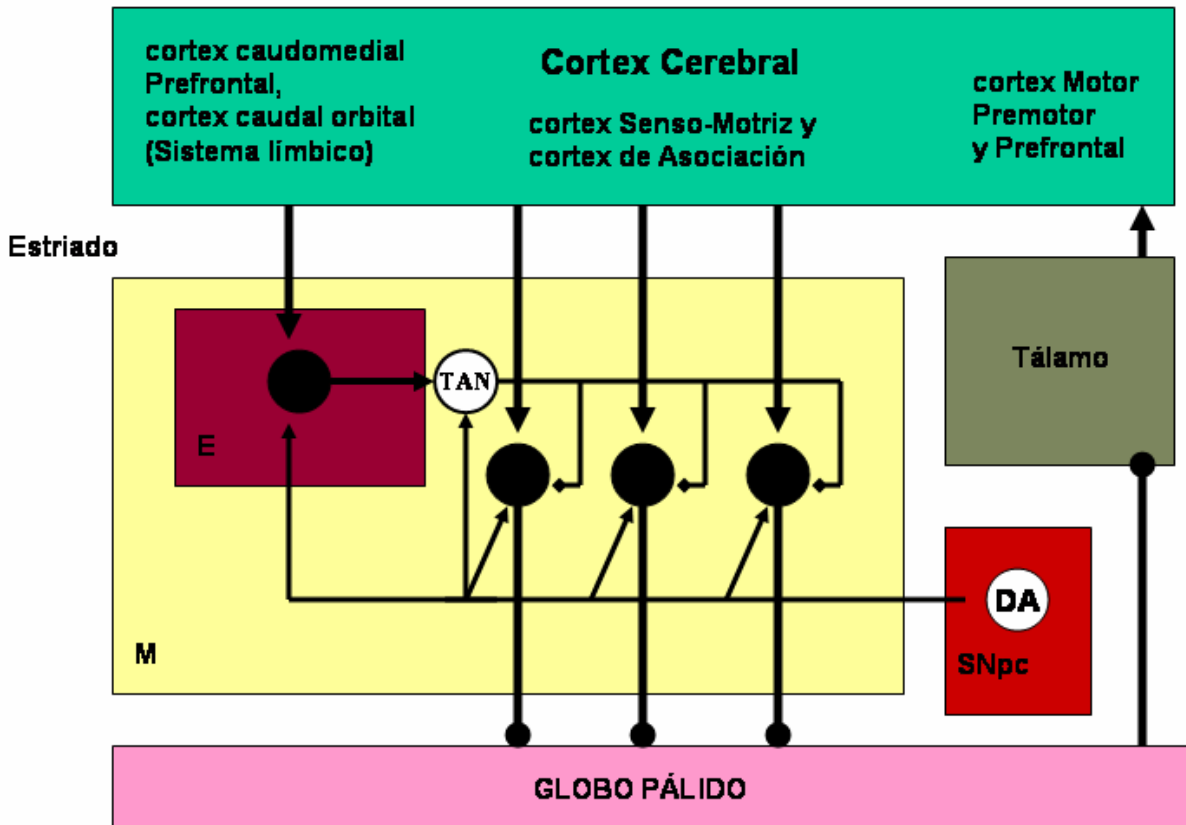 cortex caudomedial
Prefrontal,
cortex caudal orbital
(Sistema límbico)
Cortex Cerebral
cortex Senso-Motriz y
cortex de Asociación
cortex Motor
Premotor
y Prefrontal
Estriado
Tálamo
TAN
E
DA
M
SNpc
GLOBO PÁLIDO